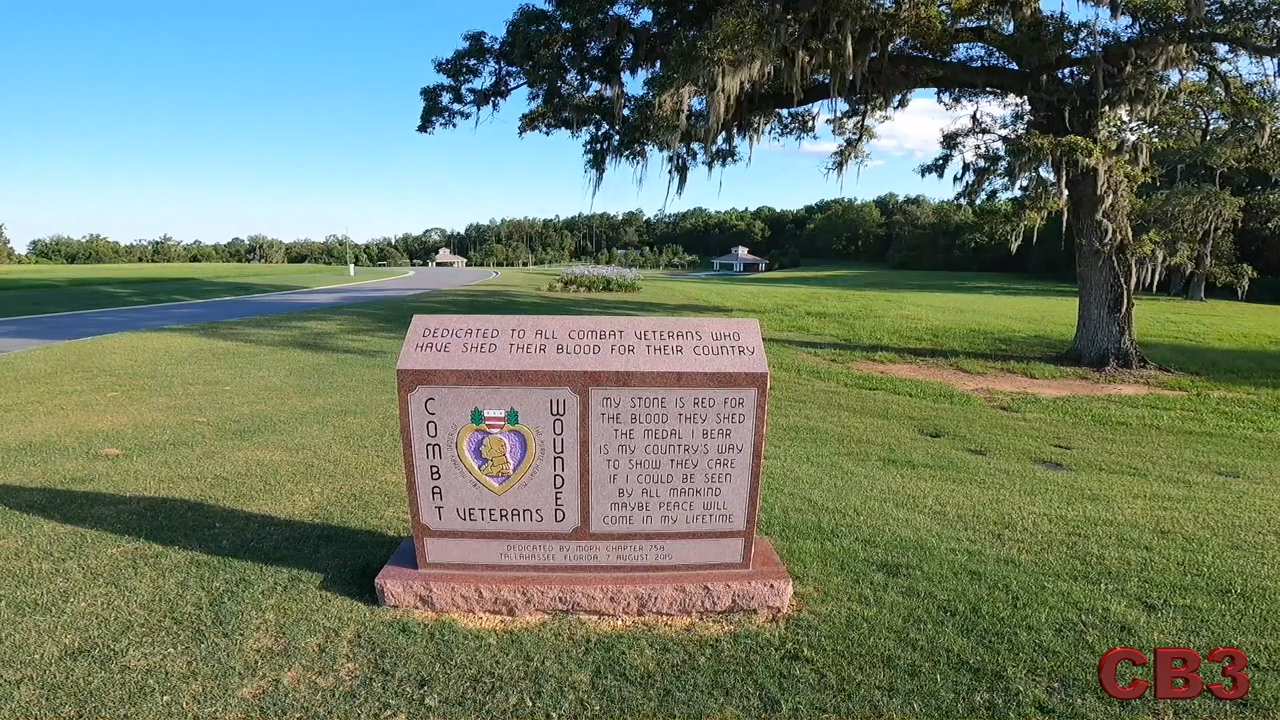 DEDICATED TO ALL COMBAT VETERANS WHO
HAVE SHED THEIR BLOOD FOR THEIR COUNTRY
COMBAT
WOUNDED
VETERANS
MY STONE IS RED FOR
THE BLOOD THEY SHED
THE MEDAL I BEAR
IS MY COUNTRY'S WAY
TO SHOW THEY CARE
IF I COULD BE SEEN
BY ALL MANKIND
MAYBE PEACE WILL
COME IN MY LIFETIME
DEDICATED BY MOPH CHAPTER 758
TALLAHASSEE, FLORIDA, 7 AUGUST 2019
CB3